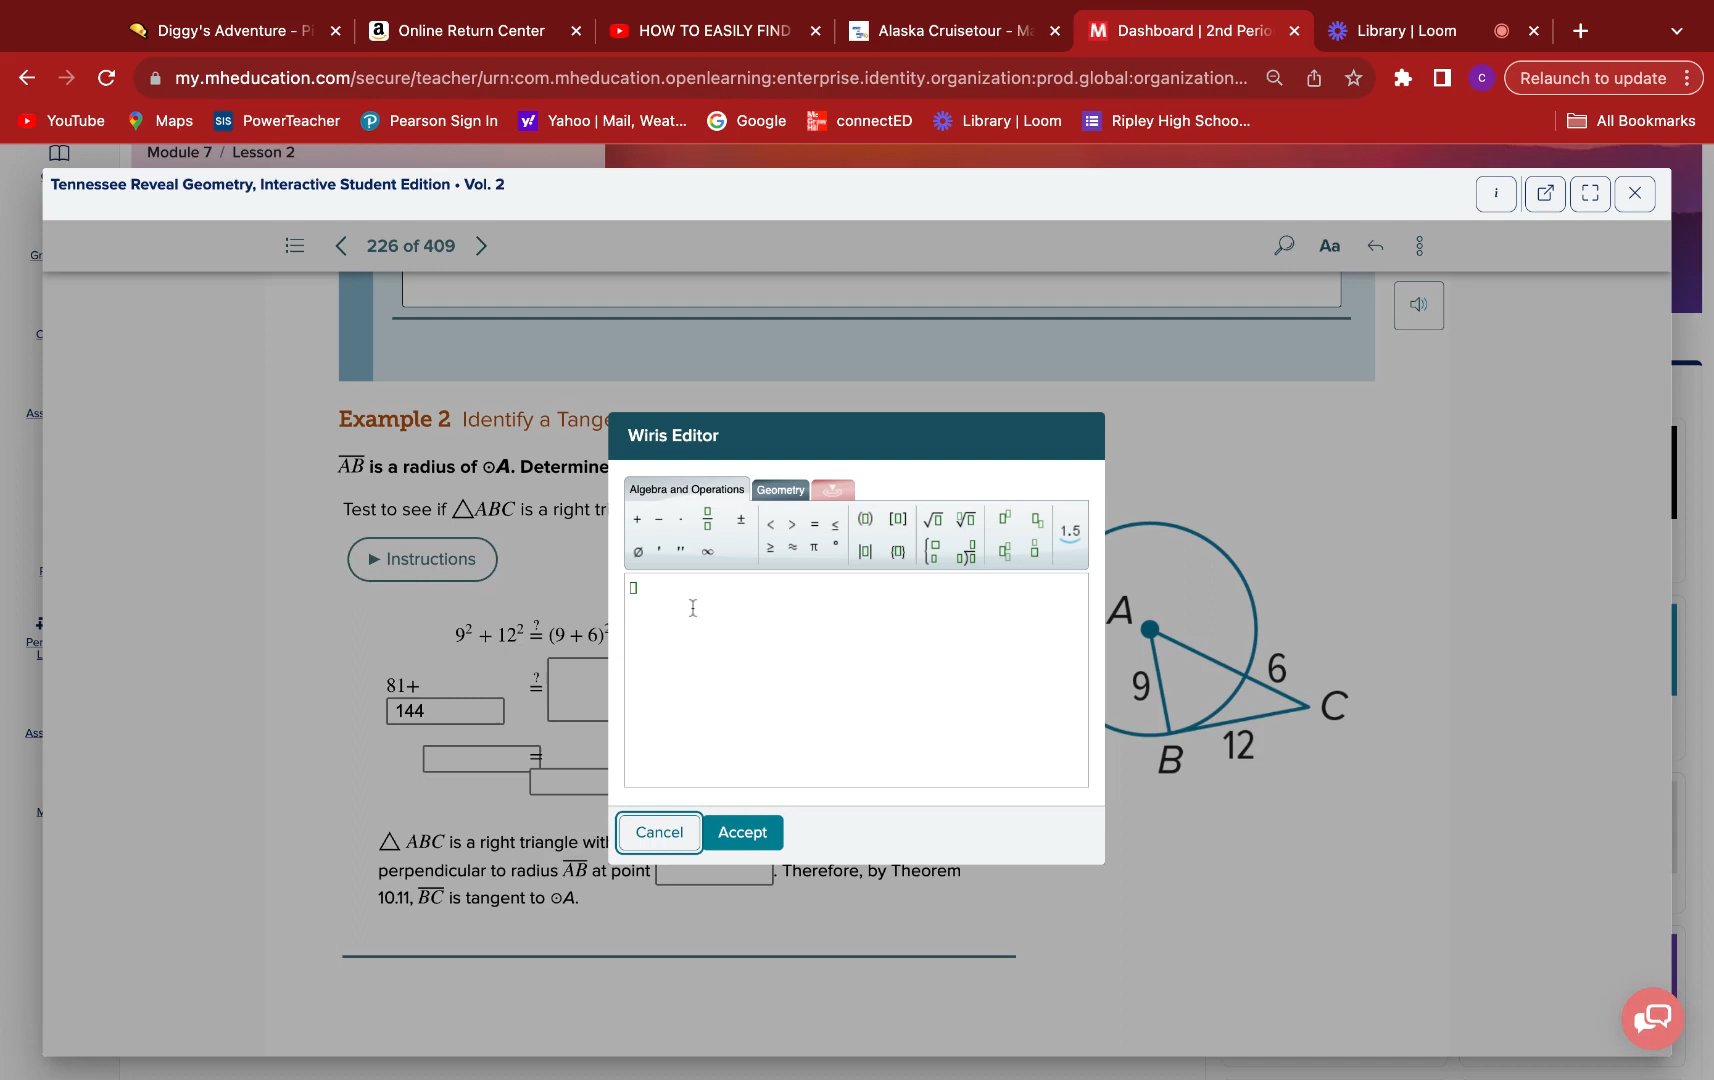 Diggy's Adventure - Pi
Online Return Center
HOW TO EASILY FIND
Alaska Cruisetour - Ma
Dashboard | 2nd Perio
Library | Loom
my.mheducation.com/secure/teacher/urn:com.mheducation.openlearning:enterprise.identity.organization:prod.global:organization...
C
Relaunch to update
YouTube
Maps
SIS PowerTeacher
Pearson Sign In
Yahoo | Mail, Weat...
Google
connectED
Library | Loom
Ripley High Schoo...
All Bookmarks
Module 7 / Lesson 2
Tennessee Reveal Geometry, Interactive Student Edition • Vol. 2
i
226 of 409
Aa
Example 2 Identify a Tange
AB is a radius of ⊙A. Determine
Test to see if △ABC is a right tr
▶ Instructions
9² + 12² ≟ (9 + 6)²
81+
≟
144
=
△ ABC is a right triangle with
perpendicular to radius AB at point
. Therefore, by Theorem
10.11, BC is tangent to ⊙A.
Wiris Editor
Algebra and Operations
Geometry
+ − · ± < > = ≤ ( ) [ ] √ 1.5
∅ ' '' ∞ ≥ ≈ π ° | | { }
Cancel
Accept
A
9
6
C
12
B